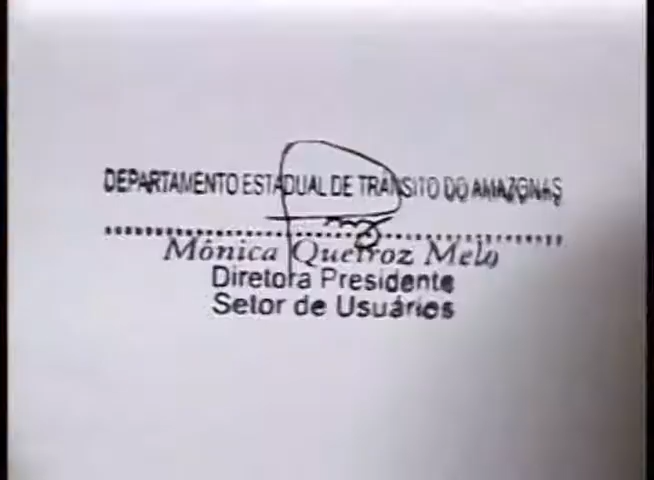 DEPARTAMENTO ESTADUAL DE TRÂNSITO DO AMAZONAS
Mônica Queiroz Melo
Diretora Presidente
Setor de Usuários